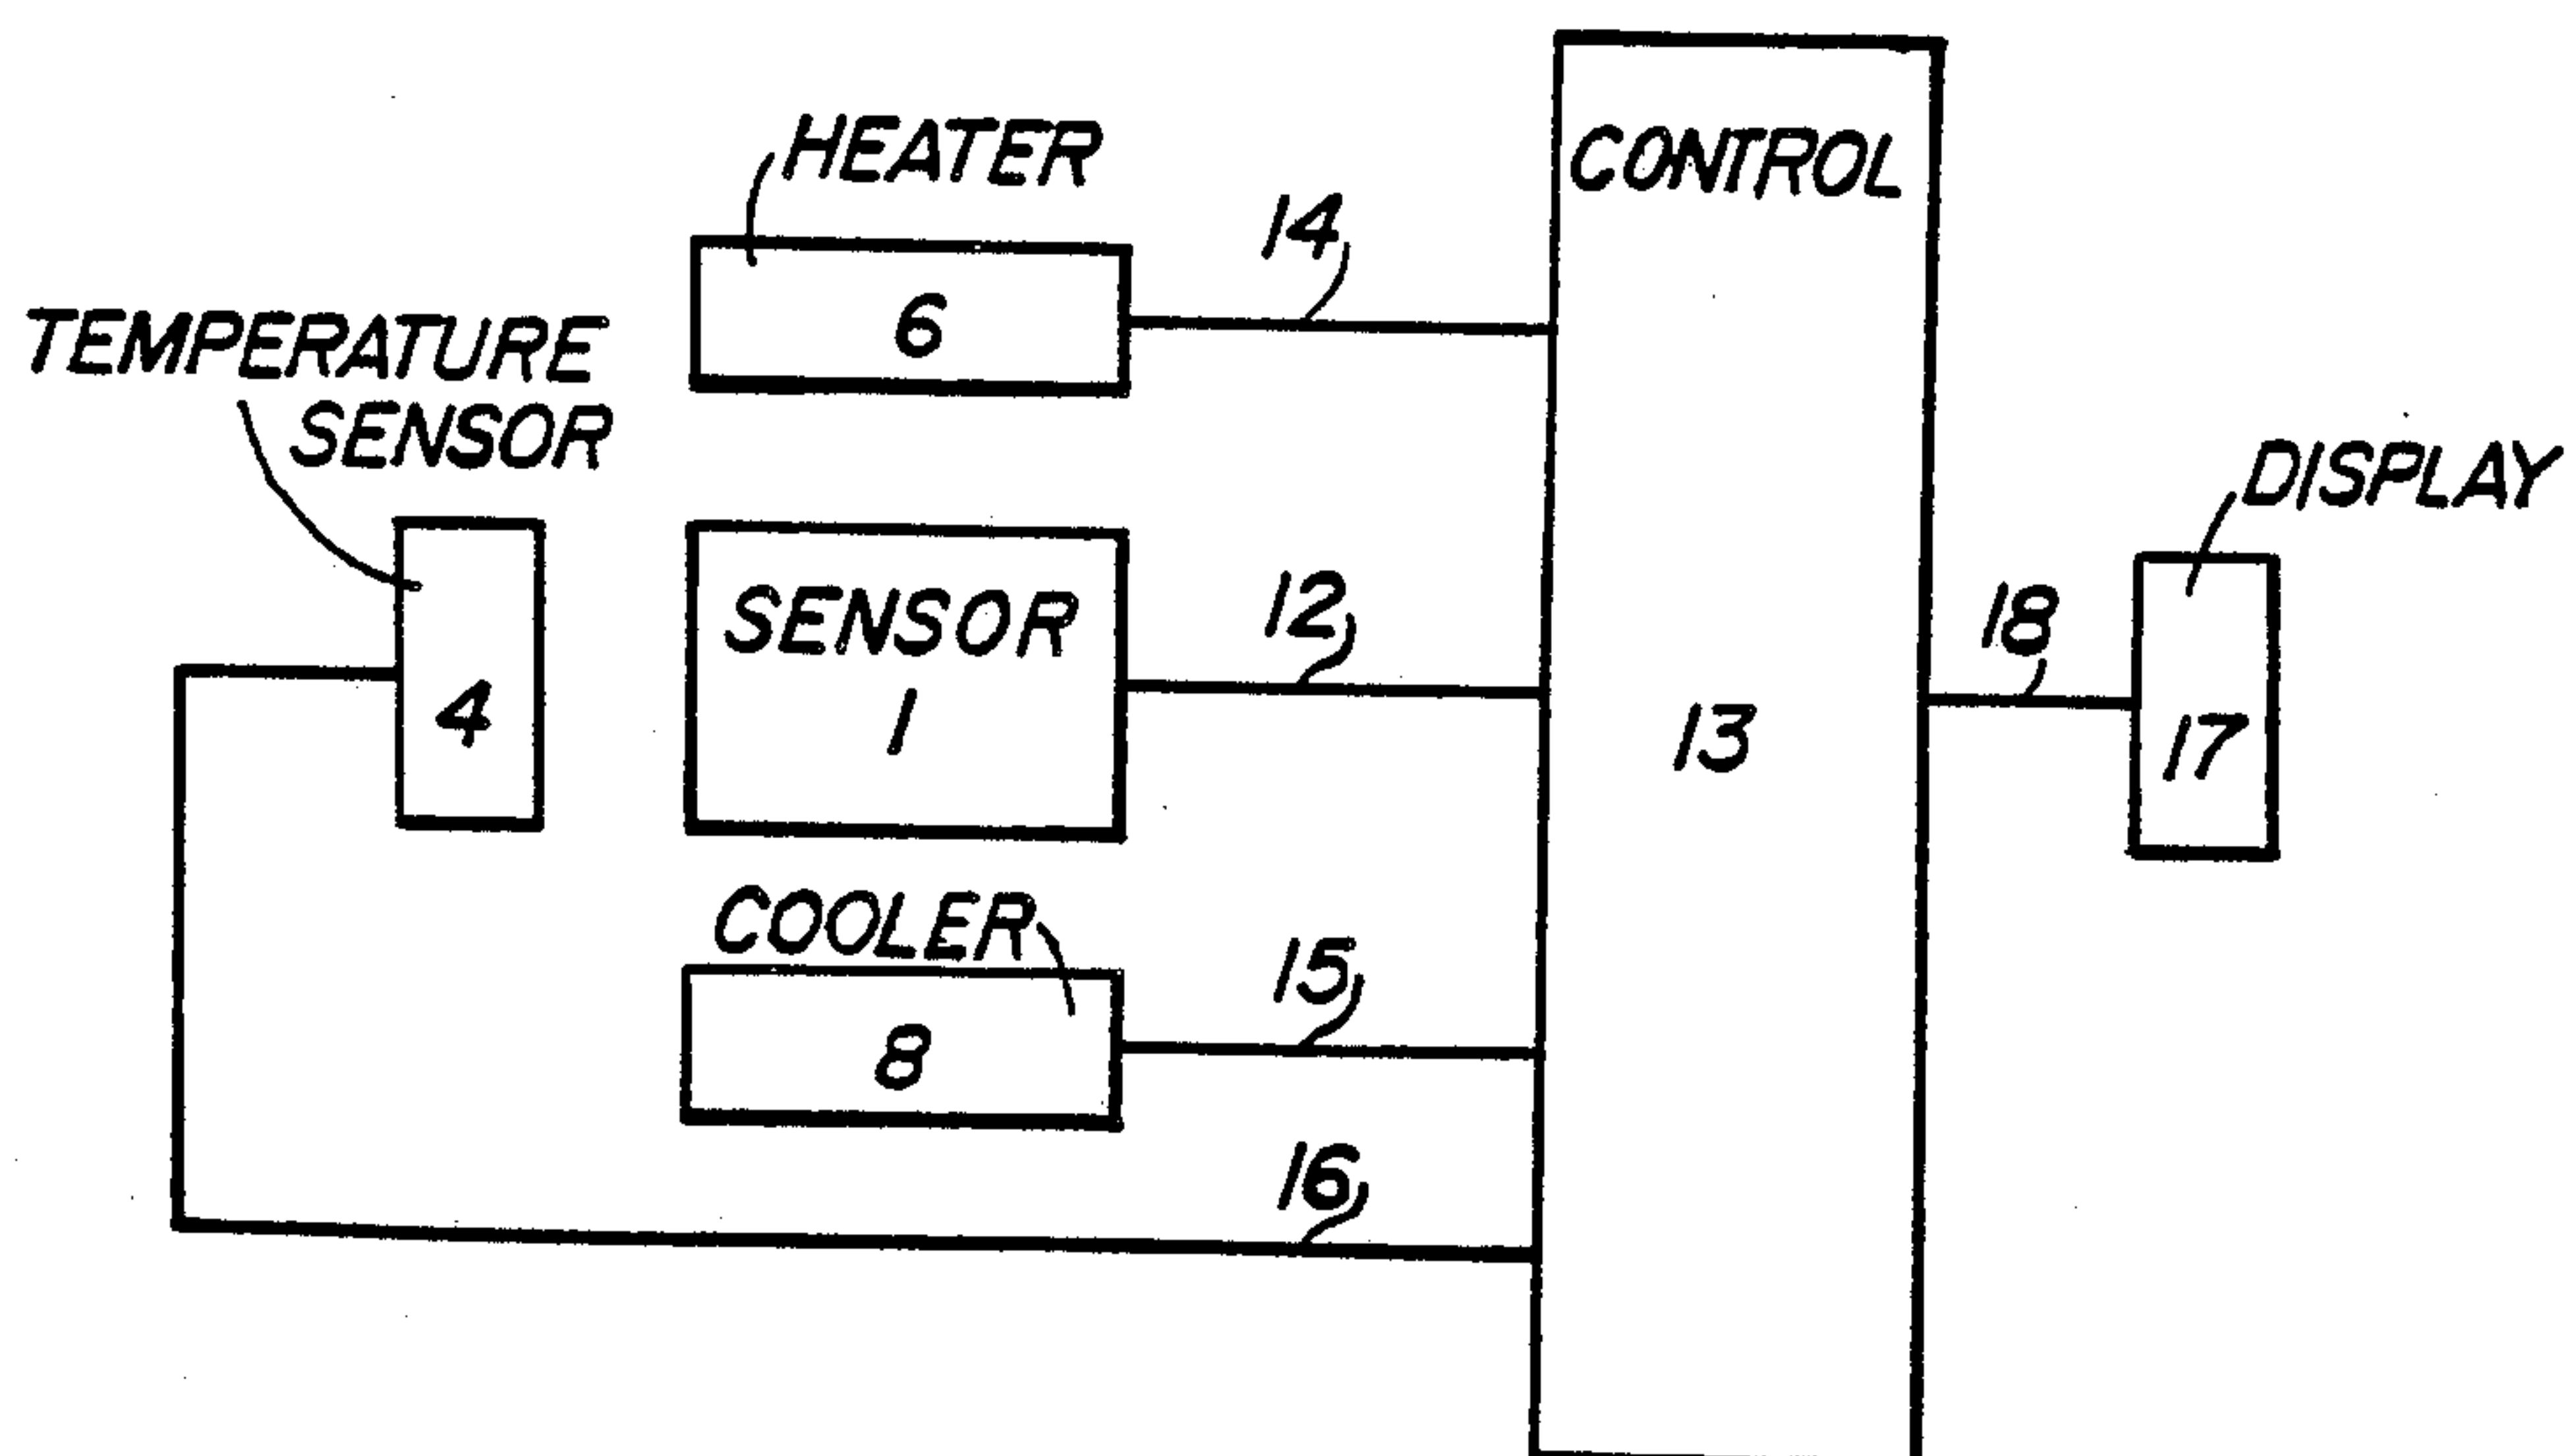 HEATER
CONTROL
14
6
TEMPERATURE
SENSOR
DISPLAY
SENSOR
1
12
18
4
13
17
COOLER
15
8
16